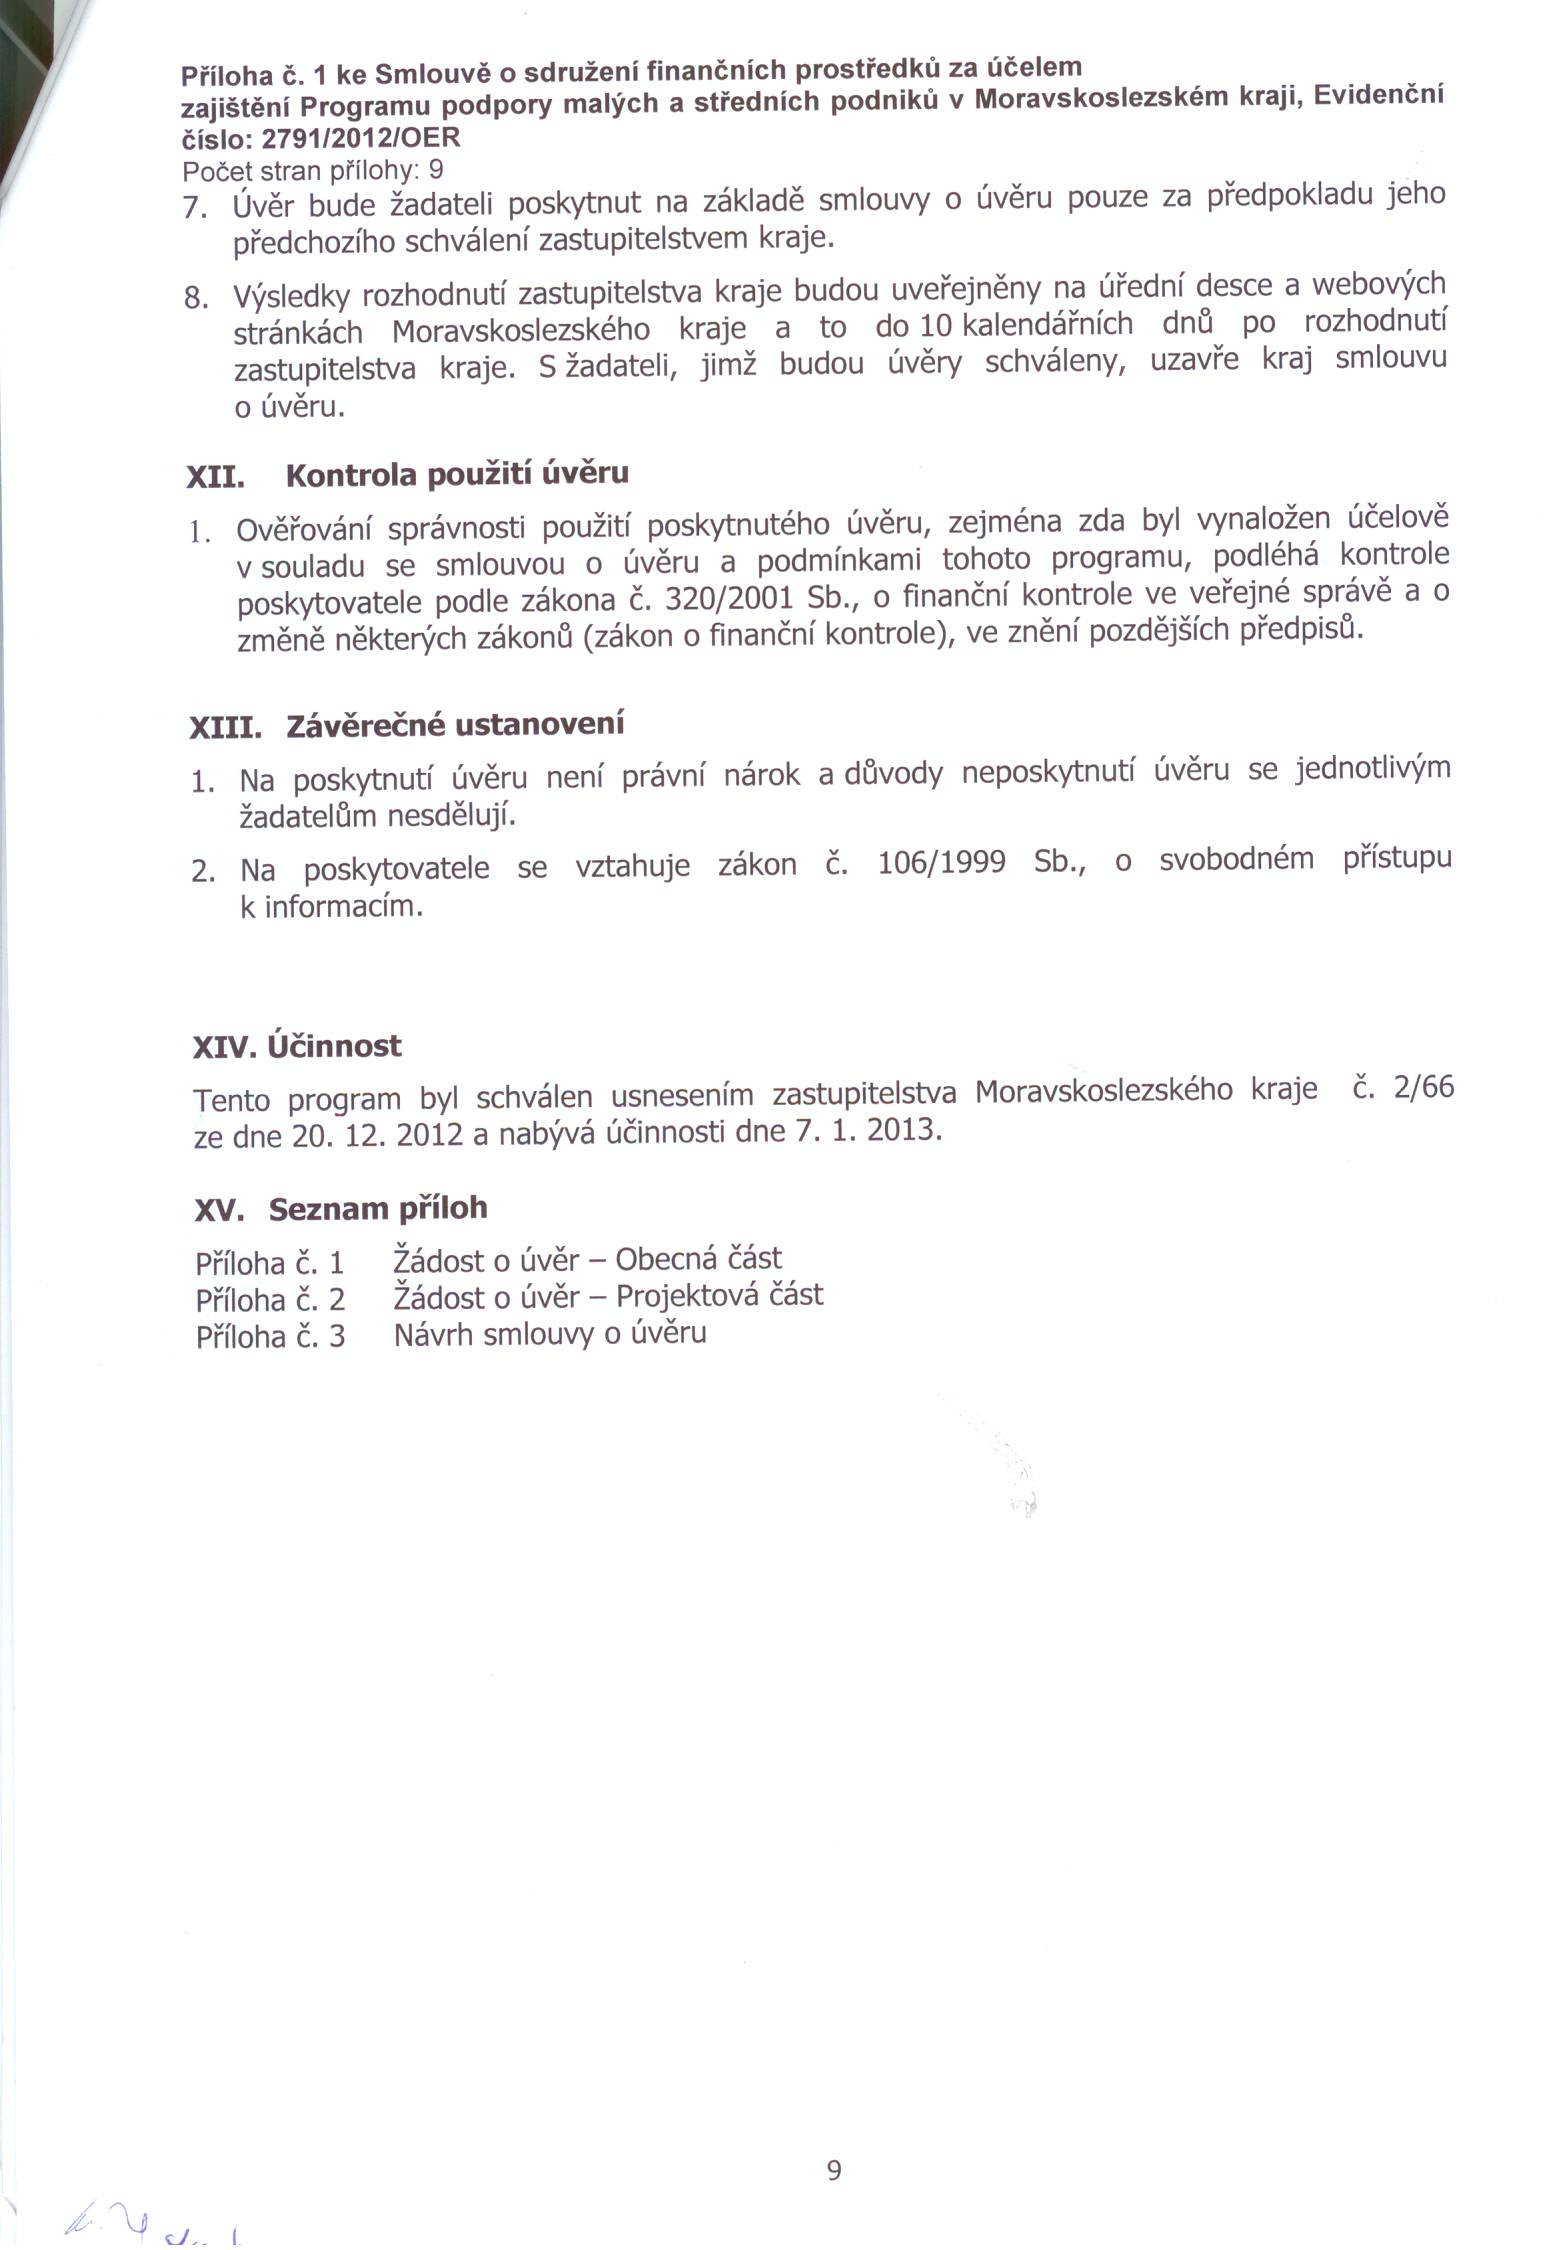 Příloha č. 1 ke Smlouvě o sdružení finančních prostředků za účelem
zajištění Programu podpory malých a středních podniků v Moravskoslezském kraji, Evidenční
číslo: 2791/2012/OER
Počet stran přílohy: 9
7. Úvěr bude žadateli poskytnut na základě smlouvy o úvěru pouze za předpokladu jeho
předchozího schválení zastupitelstvem kraje.
8. Výsledky rozhodnutí zastupitelstva kraje budou uveřejněny na úřední desce a webových
stránkách Moravskoslezského kraje a to do 10 kalendářních dnů po rozhodnutí
zastupitelstva kraje. S žadateli, jimž budou úvěry schváleny, uzavře kraj smlouvu
o úvěru.
XII. Kontrola použití úvěru
1. Ověřování správnosti použití poskytnutého úvěru, zejména zda byl vynaložen účelově
v souladu se smlouvou o úvěru a podmínkami tohoto programu, podléhá kontrole
poskytovatele podle zákona č. 320/2001 Sb., o finanční kontrole ve veřejné správě a o
změně některých zákonů (zákon o finanční kontrole), ve znění pozdějších předpisů.
XIII. Závěrečné ustanovení
1. Na poskytnutí úvěru není právní nárok a důvody neposkytnutí úvěru se jednotlivým
žadatelům nesdělují.
2. Na poskytovatele se vztahuje zákon č. 106/1999 Sb., o svobodném přístupu
k informacím.
XIV. Účinnost
Tento program byl schválen usnesením zastupitelstva Moravskoslezského kraje č. 2/66
ze dne 20. 12. 2012 a nabývá účinnosti dne 7. 1. 2013.
XV. Seznam příloh
Příloha č. 1 Žádost o úvěr – Obecná část
Příloha č. 2 Žádost o úvěr – Projektová část
Příloha č. 3 Návrh smlouvy o úvěru
9